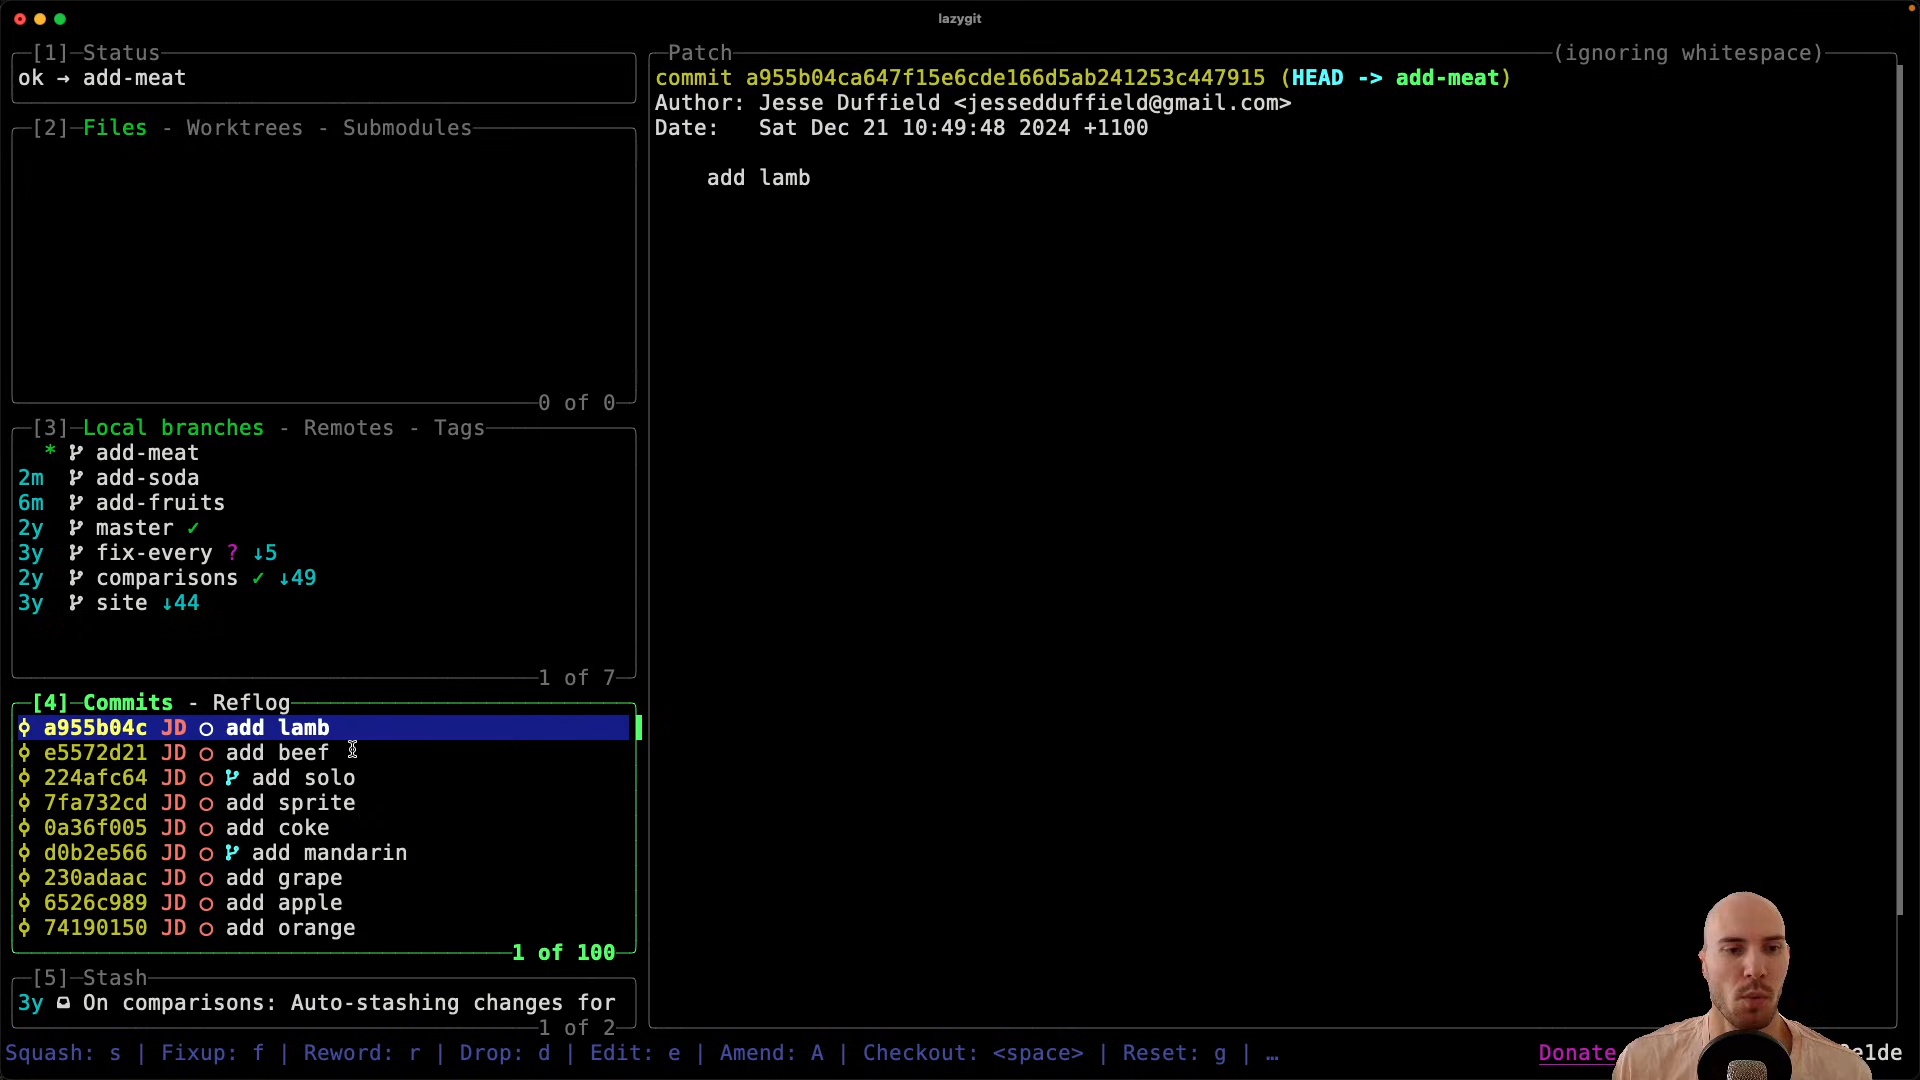 lazygit
[1] Status
ok → add-meat
[2] Files - Worktrees - Submodules
0 of 0
[3] Local branches - Remotes - Tags
* add-meat
2m add-soda
6m add-fruits
2y master ✓
3y fix-every ? ↓5
2y comparisons ✓ ↓49
3y site ↓44
1 of 7
[4] Commits - Reflog
a955b04c JD add lamb
e5572d21 JD add beef
224afc64 JD add solo
7fa732cd JD add sprite
0a36f005 JD add coke
d0b2e566 JD add mandarin
230adaac JD add grape
6526c989 JD add apple
74190150 JD add orange
1 of 100
[5] Stash
3y On comparisons: Auto-stashing changes for
1 of 2
Patch (ignoring whitespace)
commit a955b04ca647f15e6cde166d5ab241253c447915 (HEAD -> add-meat)
Author: Jesse Duffield <jessedduffield@gmail.com>
Date: Sat Dec 21 10:49:48 2024 +1100
add lamb
Squash: s | Fixup: f | Reword: r | Drop: d | Edit: e | Amend: A | Checkout: <space> | Reset: g | …
Donate